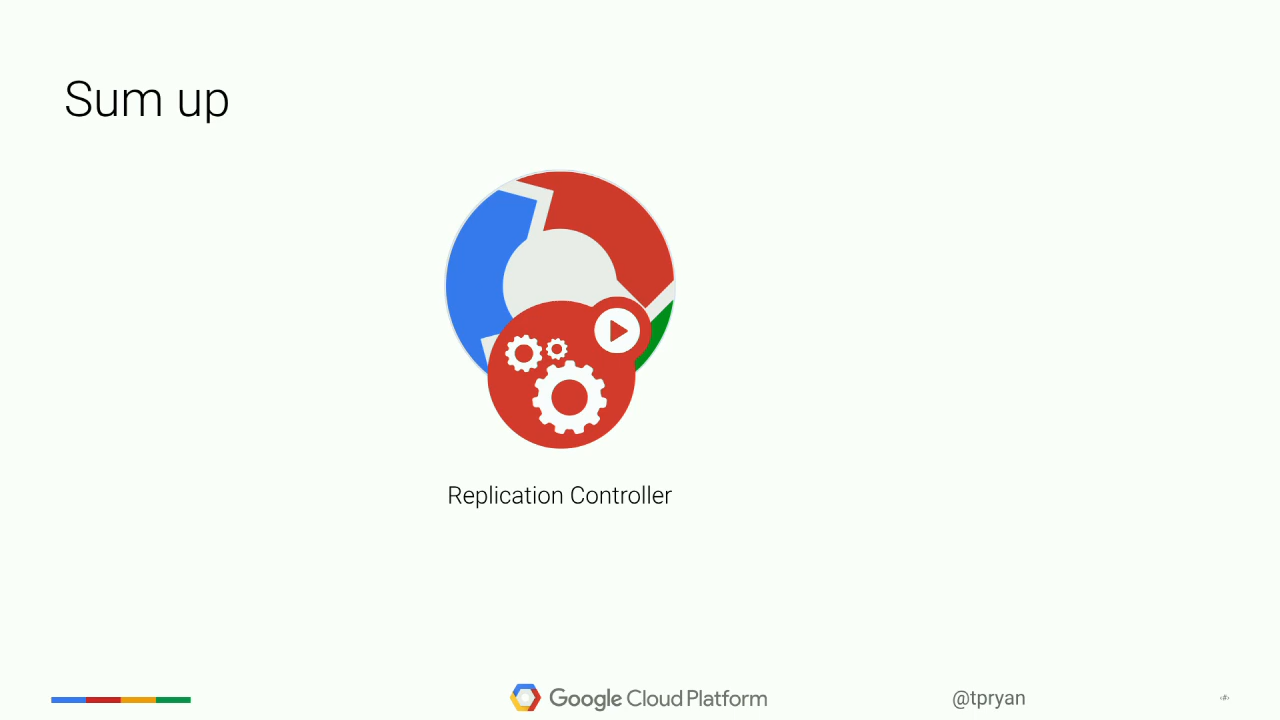 Sum up
Replication Controller
Google Cloud Platform
@tpryan